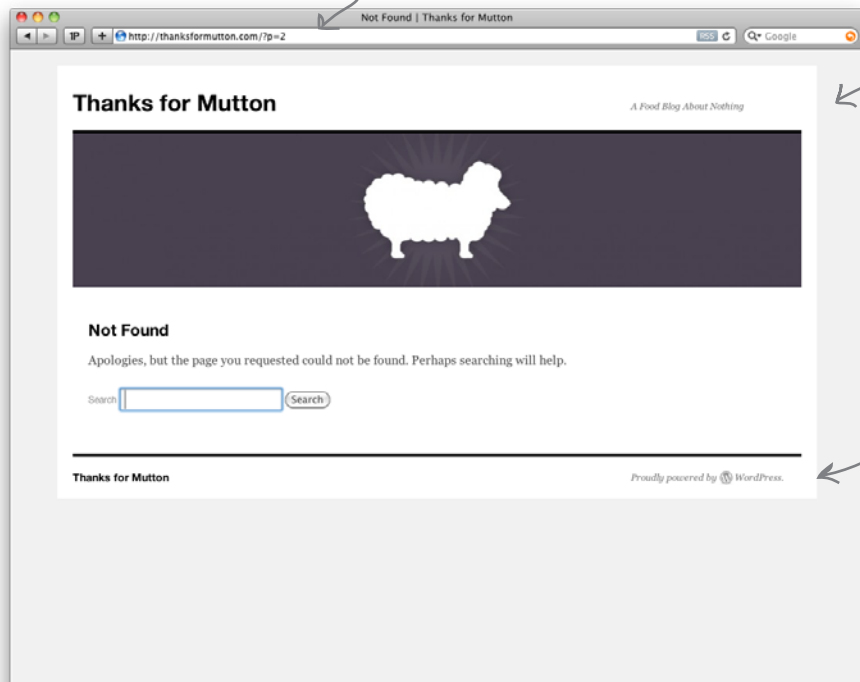 Not Found | Thanks for Mutton
1P
+
http://thanksformutton.com/?p=2
RSS
Google
Thanks for Mutton
A Food Blog About Nothing
Not Found
Apologies, but the page you requested could not be found. Perhaps searching will help.
Search
Search
Thanks for Mutton
Proudly powered by WordPress.